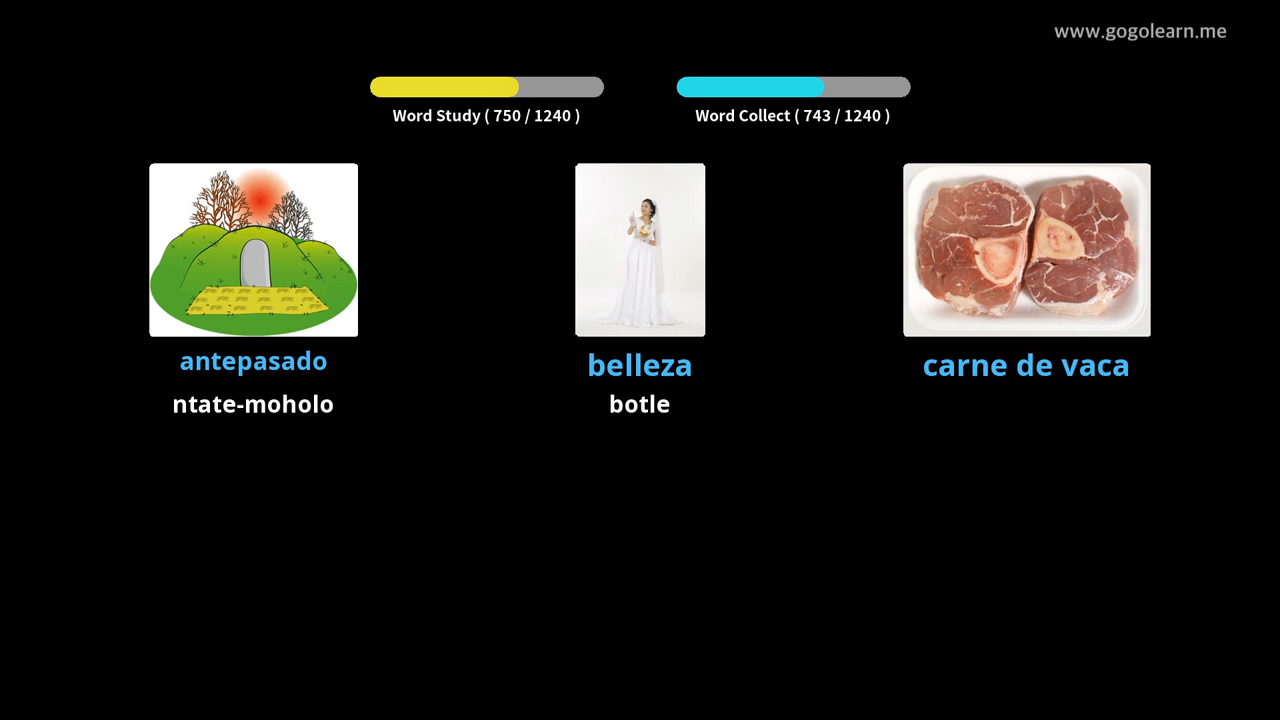 www.gogolearn.me
Word Study ( 750 / 1240 )
Word Collect ( 743 / 1240 )
antepasado
ntate-moholo
belleza
botle
carne de vaca